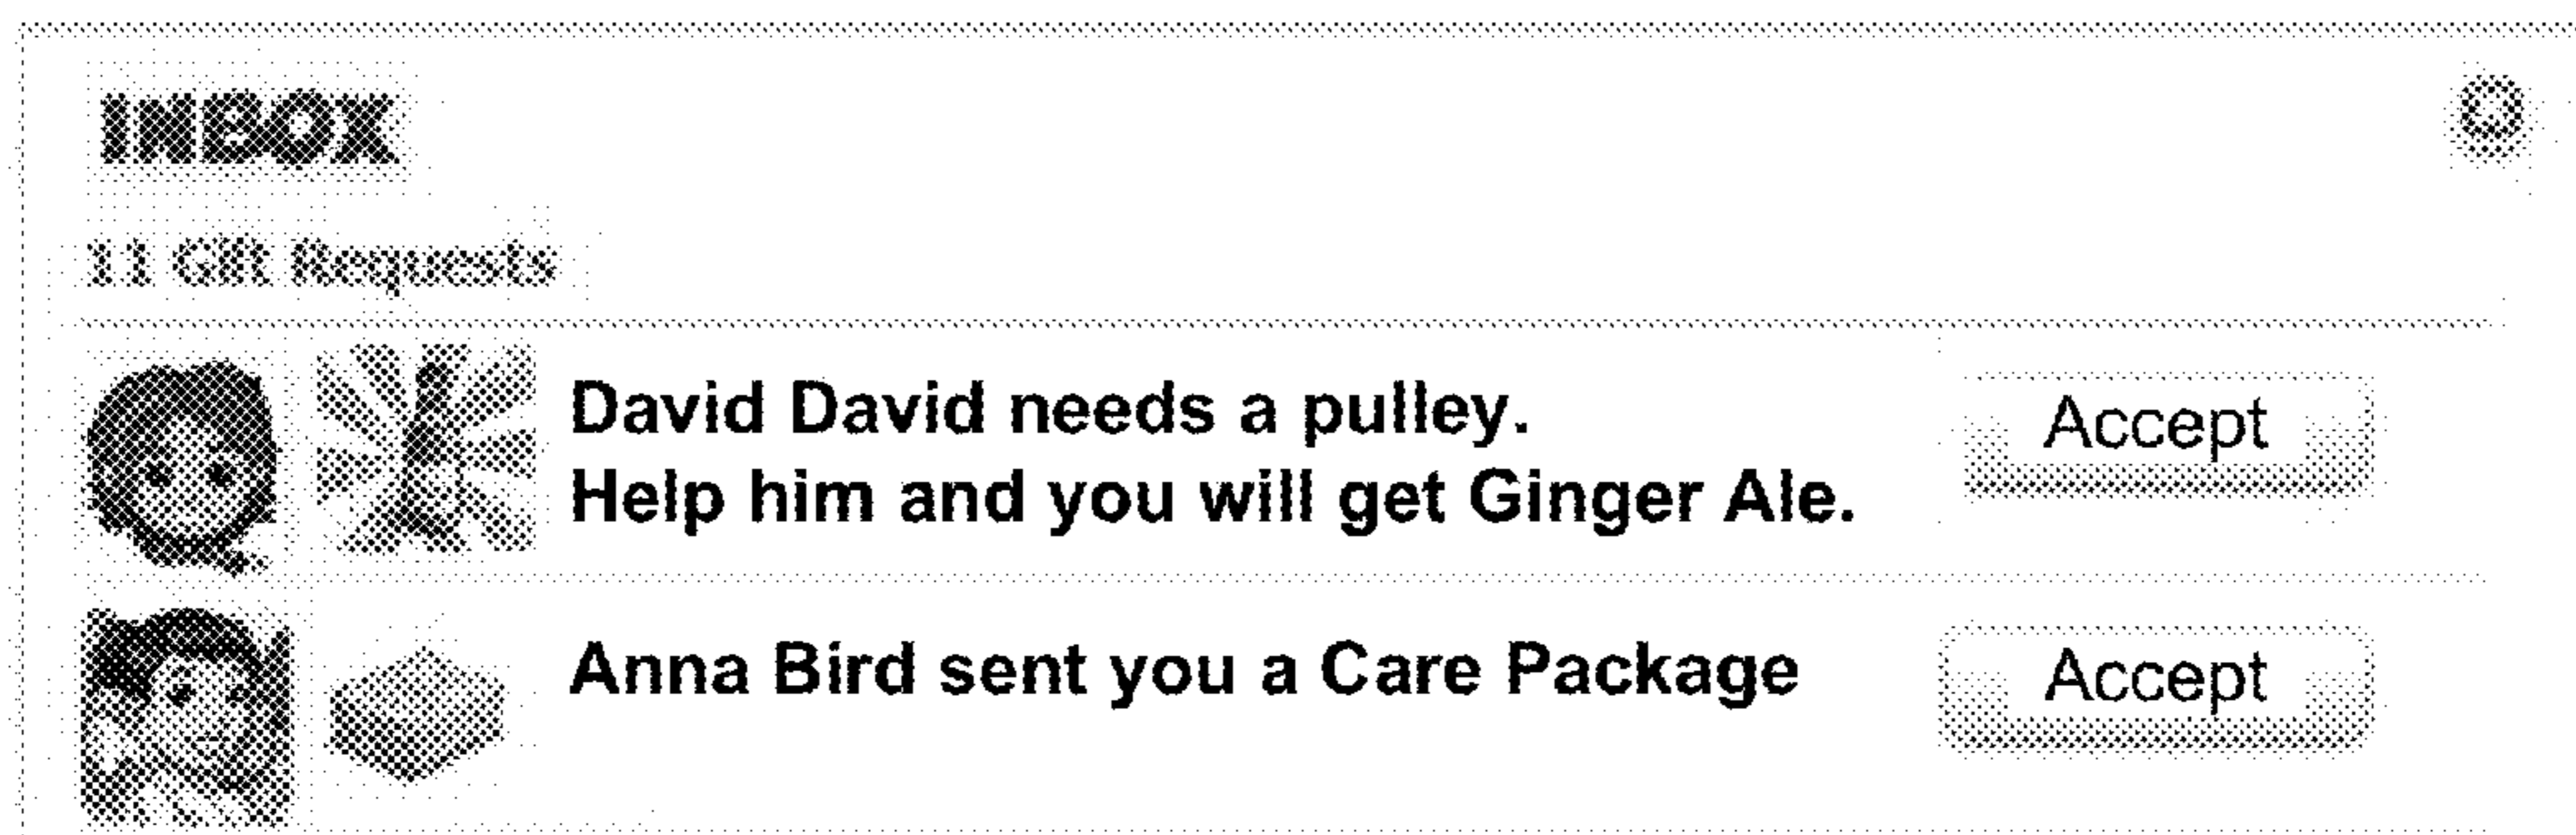 INBOX
11 Gift Requests
David David needs a pulley.
Help him and you will get Ginger Ale.
Accept
Anna Bird sent you a Care Package
Accept